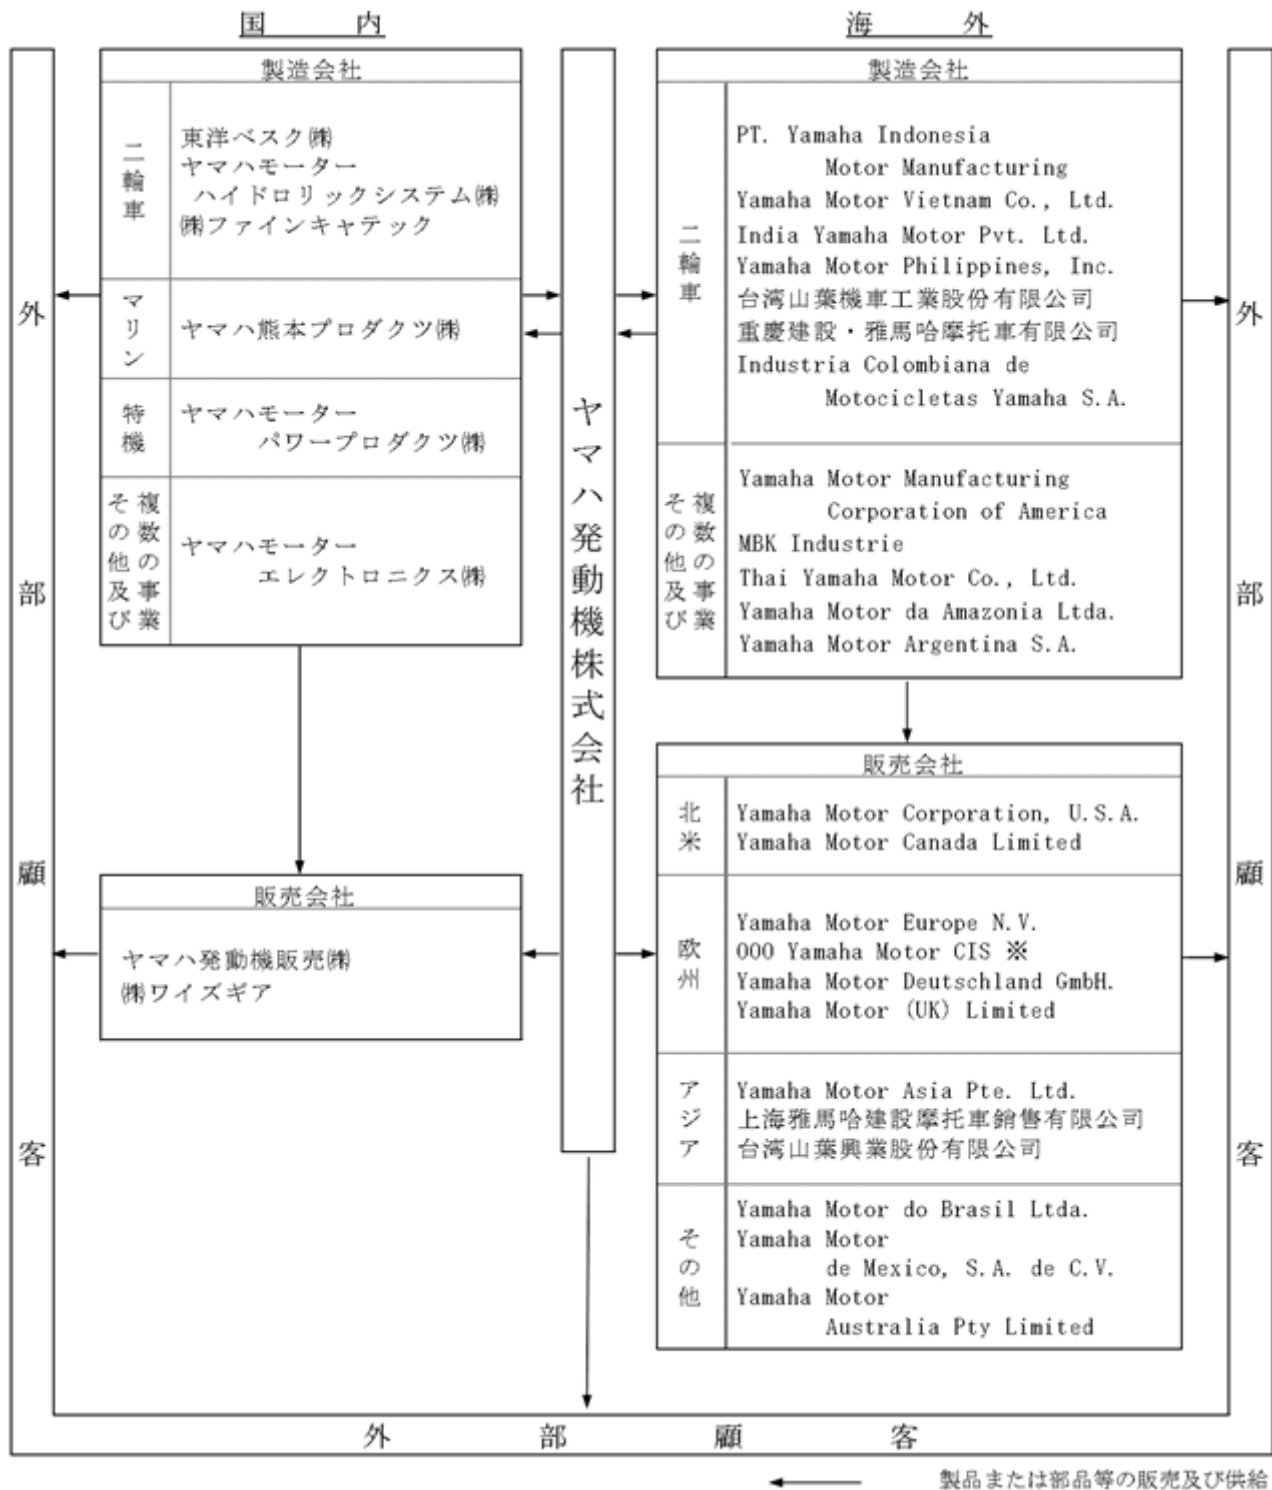 国内
海外
製造会社
二輪車
東洋ベスク㈱
ヤマハモーター
ハイドロリックシステム㈱
㈱ファインキャテック
マリン
ヤマハ熊本プロダクツ㈱
特機
ヤマハモーター
パワープロダクツ㈱
複数の事業
その他及び
ヤマハモーター
エレクトロニクス㈱
販売会社
ヤマハ発動機販売㈱
㈱ワイズギア
ヤマハ発動機株式会社
製造会社
二輪車
PT. Yamaha Indonesia
Motor Manufacturing
Yamaha Motor Vietnam Co., Ltd.
India Yamaha Motor Pvt. Ltd.
Yamaha Motor Philippines, Inc.
台湾山葉機車工業股份有限公司
重慶建設・雅馬哈摩托車有限公司
Industria Colombiana de
Motocicletas Yamaha S.A.
複数の事業
その他及び
Yamaha Motor Manufacturing
Corporation of America
MBK Industrie
Thai Yamaha Motor Co., Ltd.
Yamaha Motor da Amazonia Ltda.
Yamaha Motor Argentina S.A.
販売会社
北米
Yamaha Motor Corporation, U.S.A.
Yamaha Motor Canada Limited
欧州
Yamaha Motor Europe N.V.
OOO Yamaha Motor CIS ※
Yamaha Motor Deutschland GmbH.
Yamaha Motor (UK) Limited
アジア
Yamaha Motor Asia Pte. Ltd.
上海雅馬哈建設摩托車銷售有限公司
台湾山葉興業股份有限公司
その他
Yamaha Motor do Brasil Ltda.
Yamaha Motor
de Mexico, S.A. de C.V.
Yamaha Motor
Australia Pty Limited
外部顧客
外部顧客
外部顧客
製品または部品等の販売及び供給